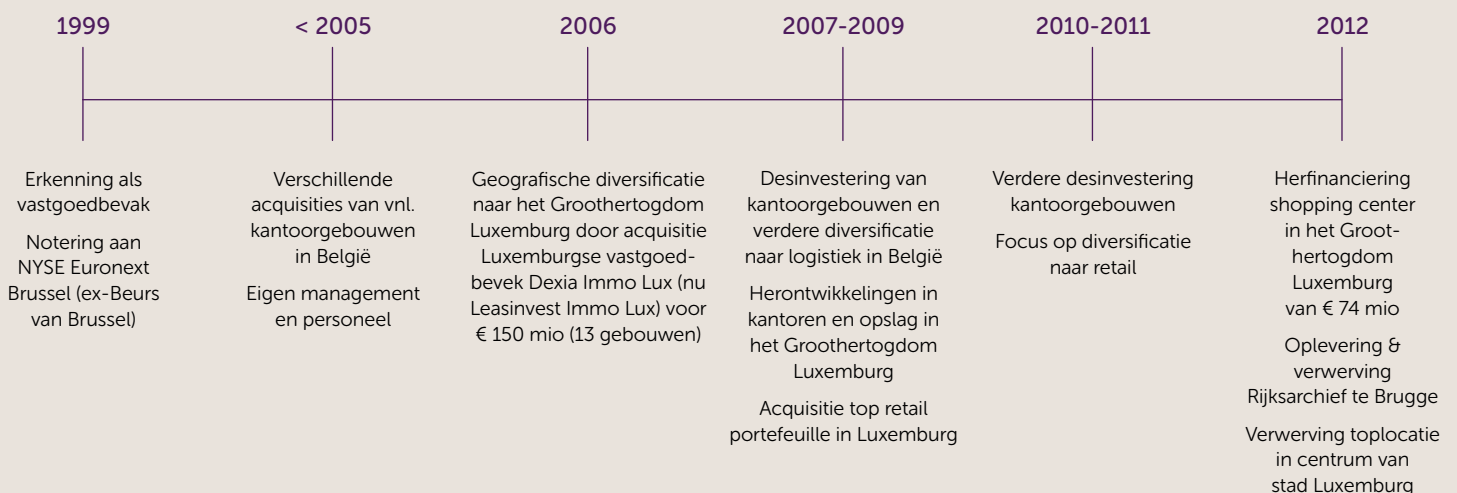 1999
Erkenning als
vastgoedbevak
Notering aan
NYSE Euronext
Brussel (ex-Beurs
van Brussel)
< 2005
Verschillende
acquisities van vnl.
kantoorgebouwen
in België
Eigen management
en personeel
2006
Geografische diversificatie
naar het Groothertogdom
Luxemburg door acquisitie
Luxemburgse vastgoed-
bevek Dexia Immo Lux (nu
Leasinvest Immo Lux) voor
€ 150 mio (13 gebouwen)
2007-2009
Desinvestering van
kantoorgebouwen en
verdere diversificatie
naar logistiek in België
Herontwikkelingen in
kantoren en opslag in
het Groothertogdom
Luxemburg
Acquisitie top retail
portefeuille in Luxemburg
2010-2011
Verdere desinvestering
kantoorgebouwen
Focus op diversificatie
naar retail
2012
Herfinanciering
shopping center
in het Groot-
hertogdom
Luxemburg
van € 74 mio
Oplevering &
verwerving
Rijksarchief te Brugge
Verwerving toplocatie
in centrum van
stad Luxemburg